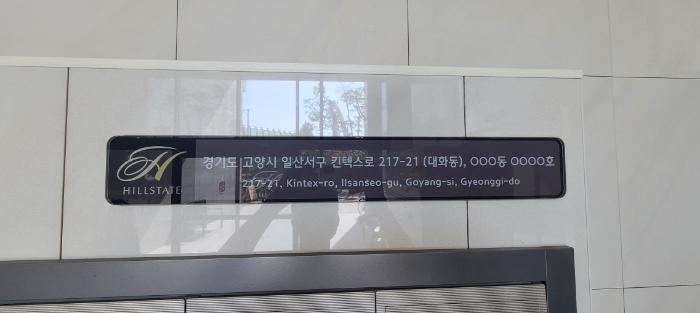 HILLSTATE
경기도 고양시 일산서구 킨텍스로 217-21 (대화동), OOO동 OOOO호
217-21, Kintex-ro, Ilsanseo-gu, Goyang-si, Gyeonggi-do